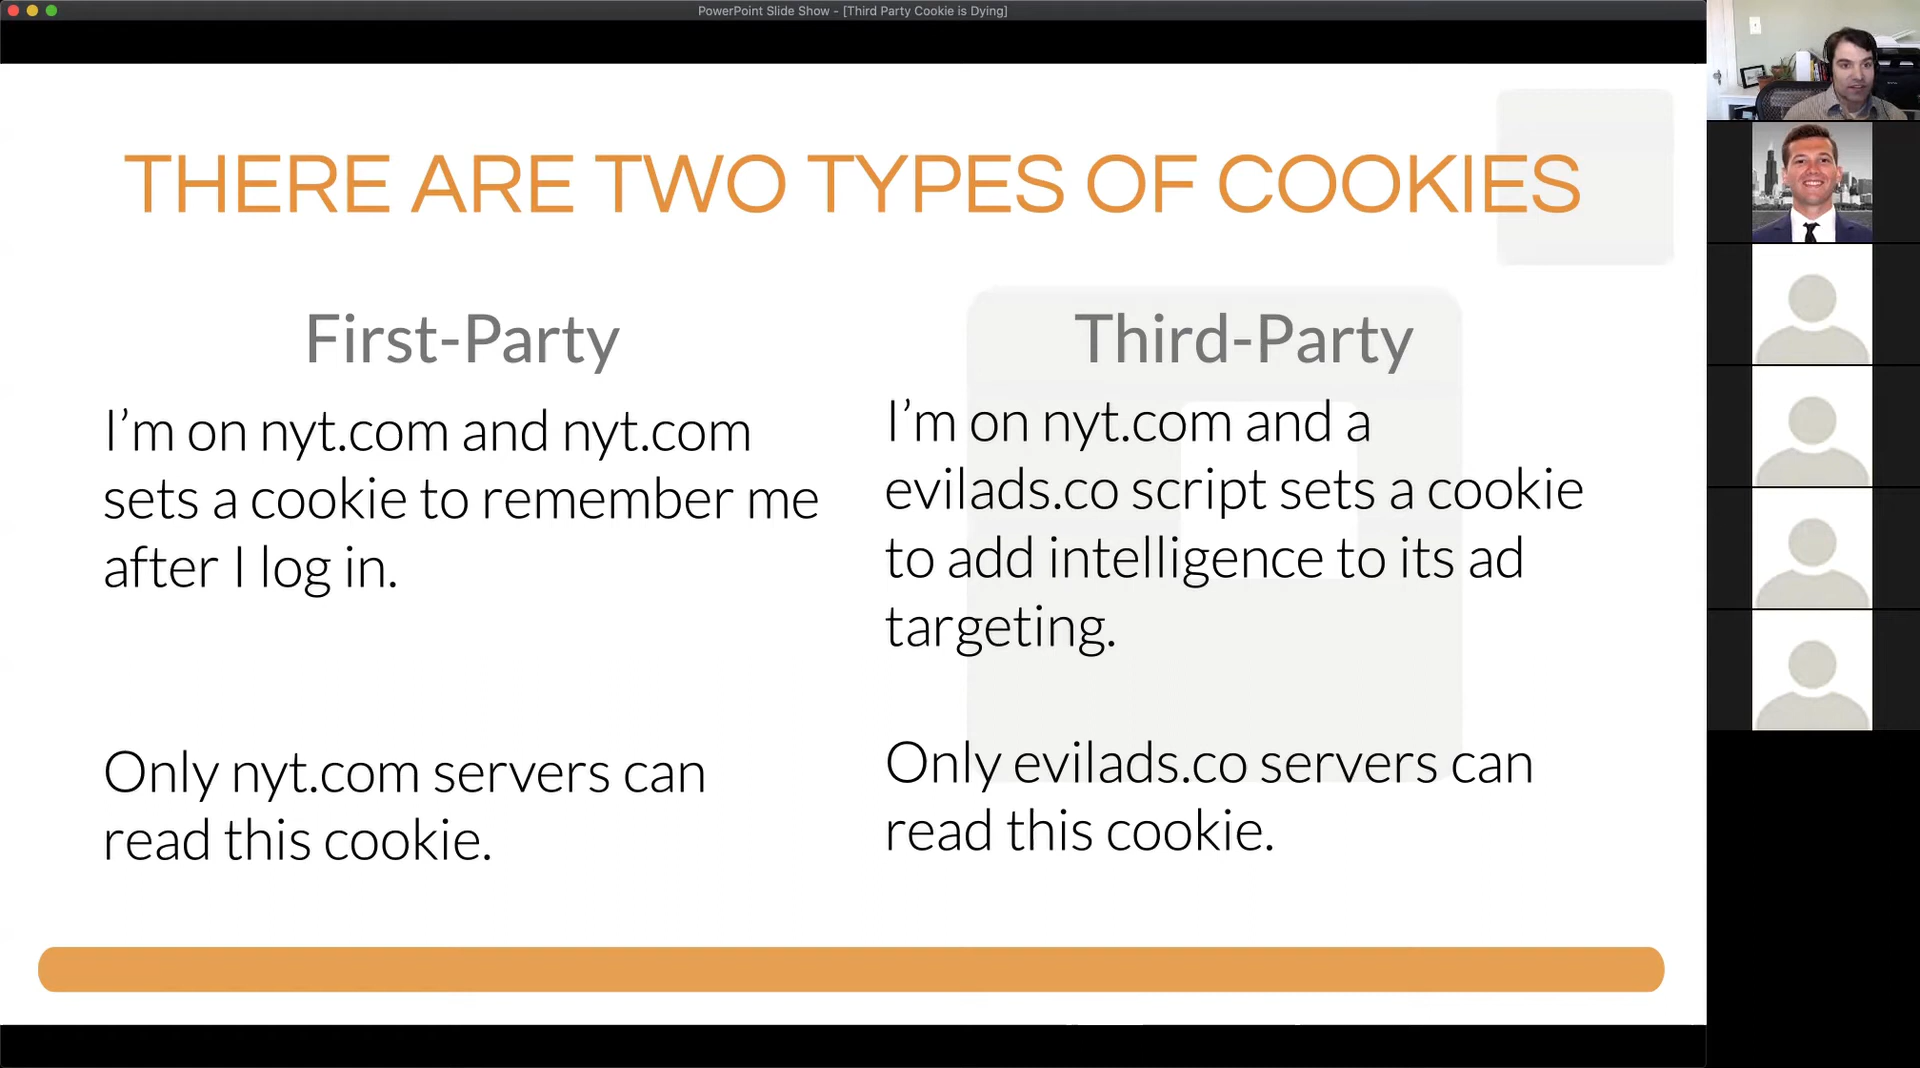 PowerPoint Slide Show - [Third Party Cookie is Dying]
THERE ARE TWO TYPES OF COOKIES
First-Party
I'm on nyt.com and nyt.com
sets a cookie to remember me
after I log in.
Only nyt.com servers can
read this cookie.
Third-Party
I'm on nyt.com and a
evilads.co script sets a cookie
to add intelligence to its ad
targeting.
Only evilads.co servers can
read this cookie.